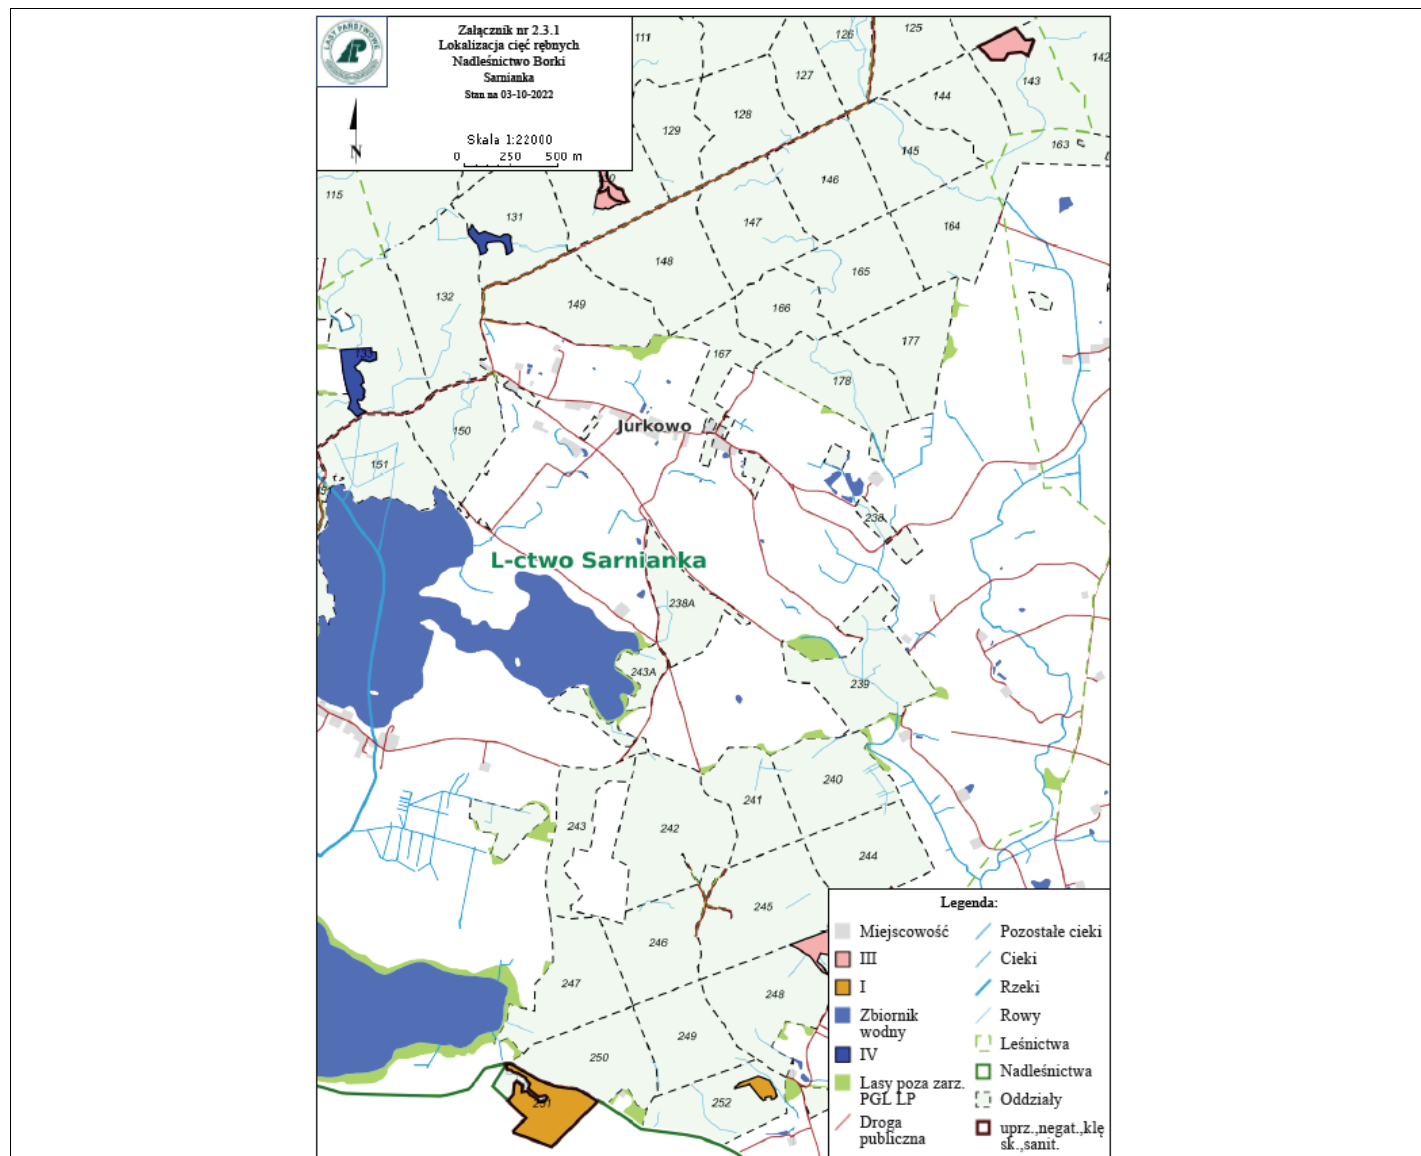 LASY PAŃSTWOWE
Załącznik nr 2.3.1
Lokalizacja cięć rębnych
Nadleśnictwo Borki
Sarnianka
Stan na 03-10-2022
N
Skala 1:22000
0 250 500 m
111
126
125
142
127
143
128
144
129
145
163
146
115
131
147
164
148
165
132
149
166
177
167
178
Jurkowo
150
151
238
L-ctwo Sarnianka
238A
243A
239
240
241
243
242
244
245
246
247
248
249
250
251
252
Legenda:
Miejscowość
III
I
Zbiornik
wodny
IV
Lasy poza zarz.
PGL LP
Droga
publiczna
Pozostałe cieki
Cieki
Rzeki
Rowy
Leśnictwa
Nadleśnictwa
Oddziały
uprz.,negat.,klę
sk.,sanit.